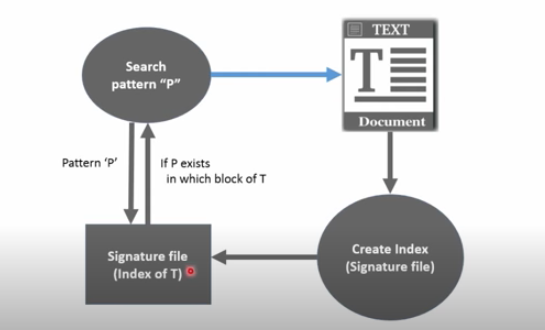 Search
pattern “P”
TEXT
T
Document
Pattern ‘P’
If P exists
in which block of T
Signature file
(Index of T)
Create Index
(Signature file)